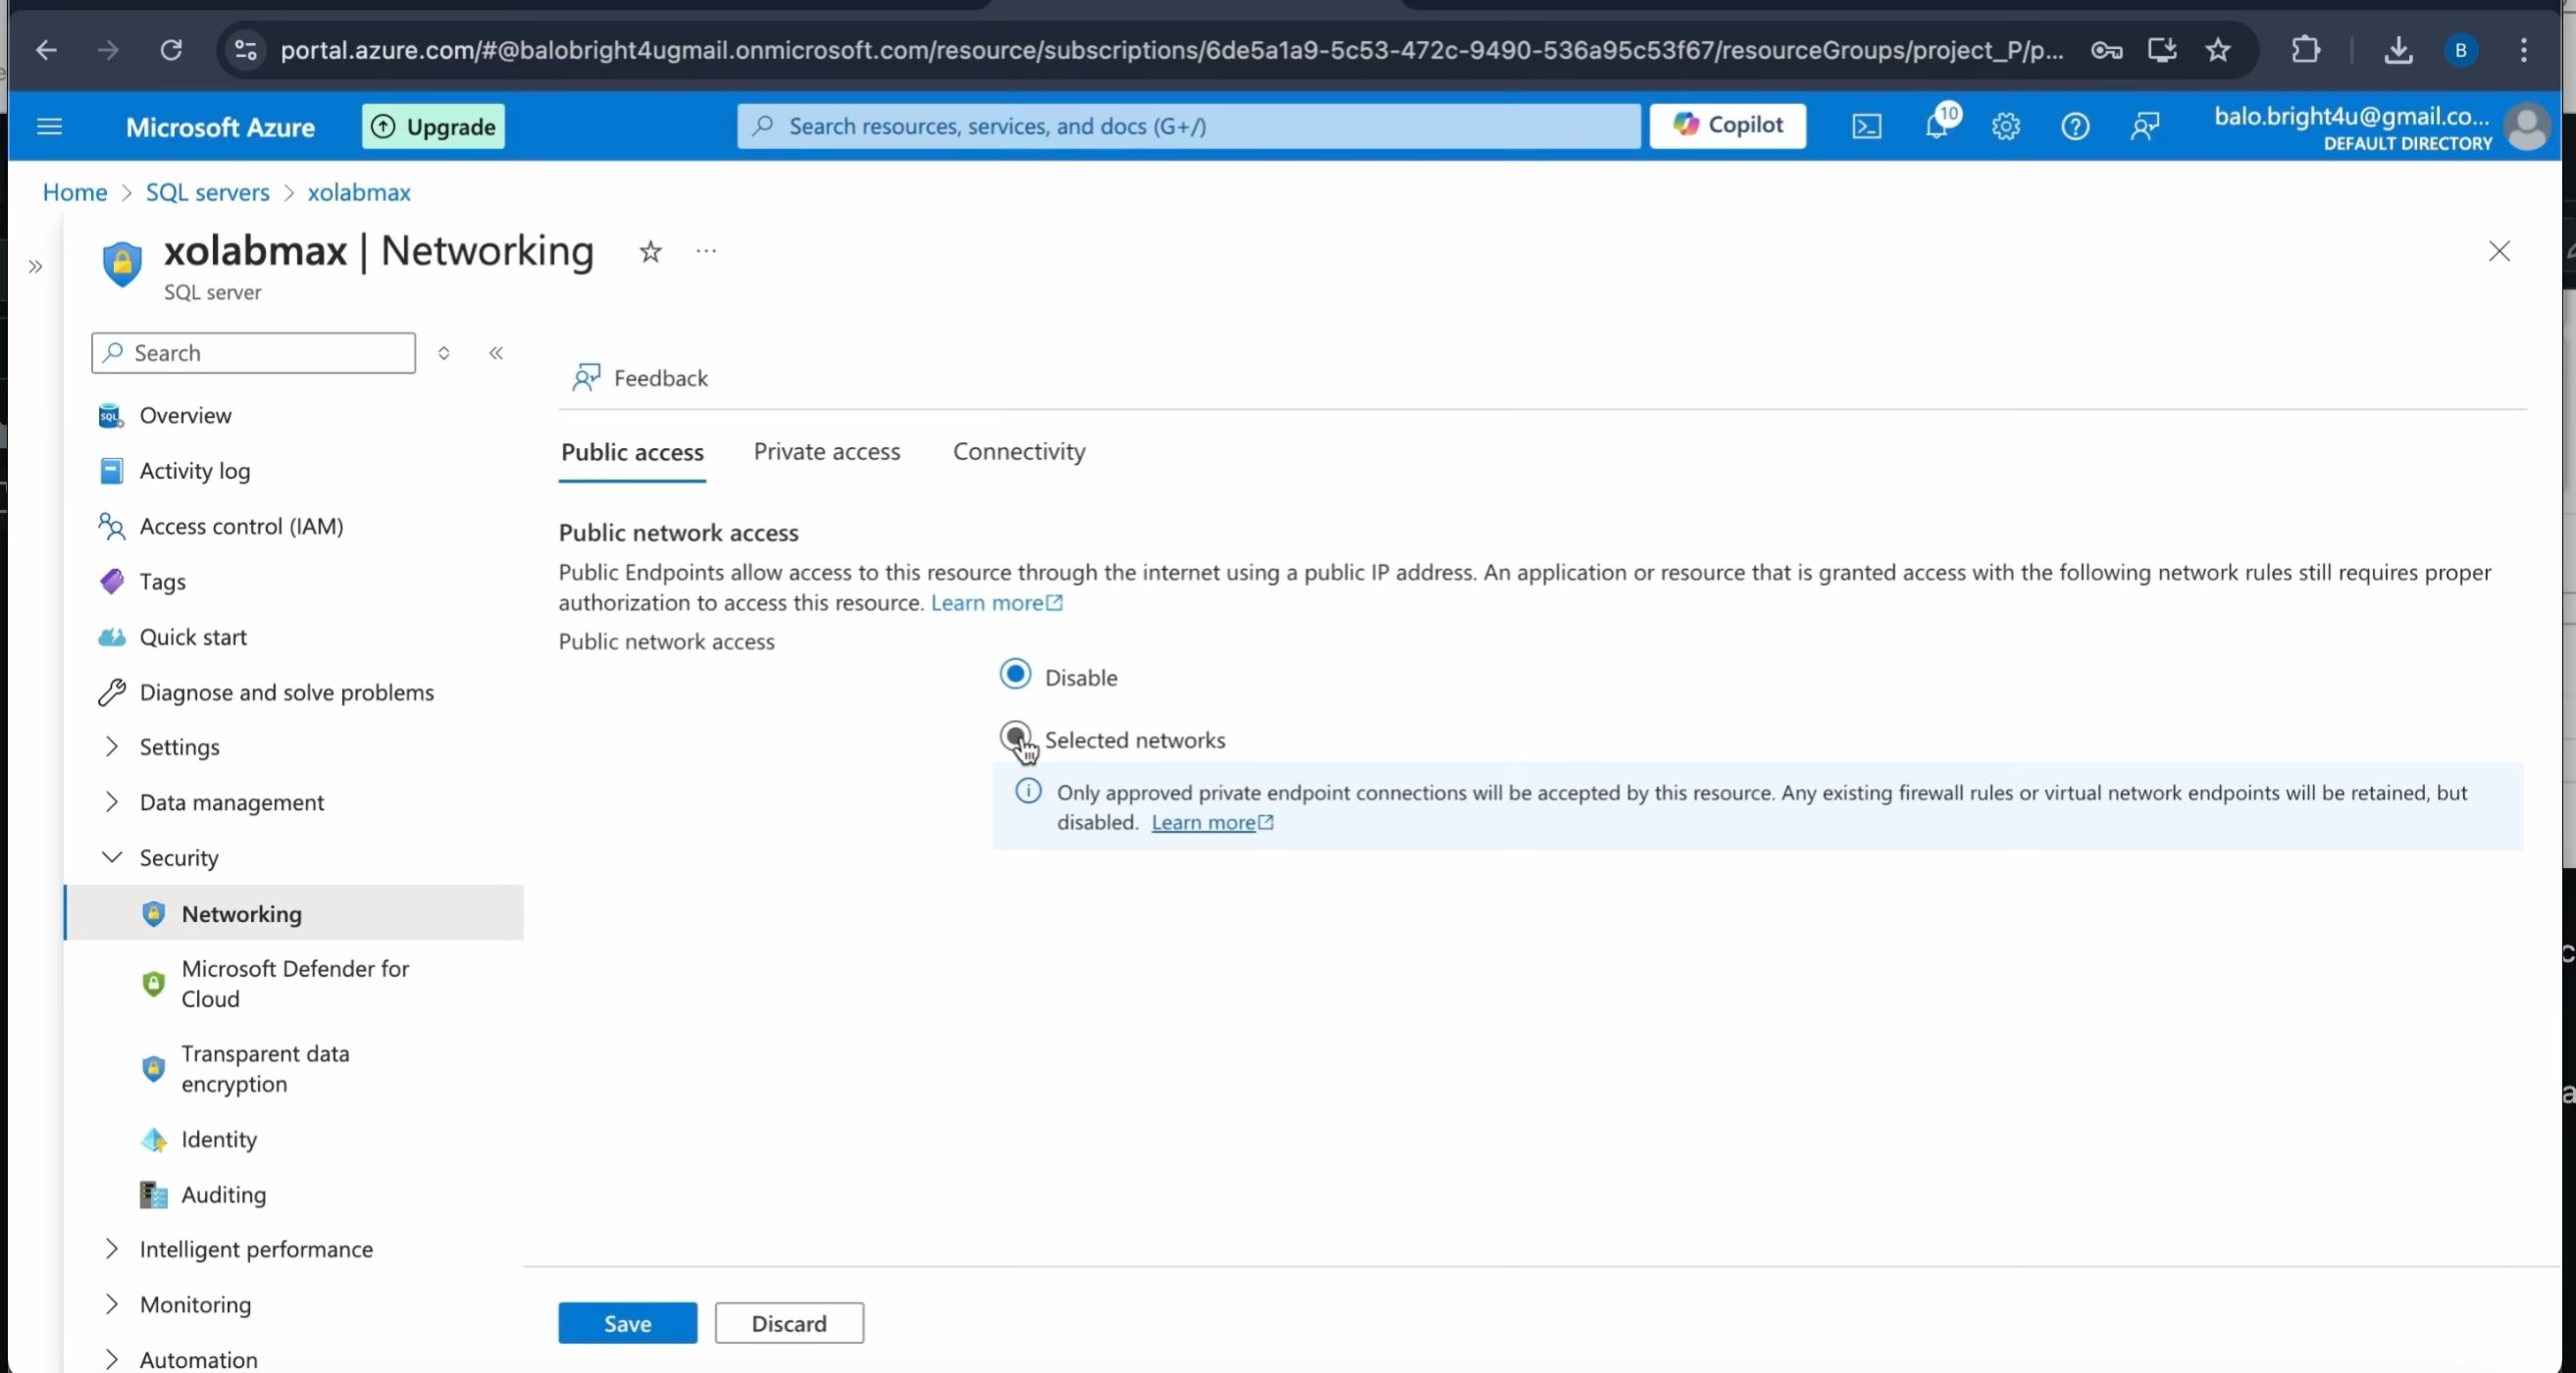 portal.azure.com/#@balobright4ugmail.onmicrosoft.com/resource/subscriptions/6de5a1a9-5c53-472c-9490-536a95c53f67/resourceGroups/project_P/p...
B
Microsoft Azure
Upgrade
Search resources, services, and docs (G+/)
Copilot
10
balo.bright4u@gmail.co...
DEFAULT DIRECTORY
Home > SQL servers > xolabmax
xolabmax | Networking
SQL server
Search
Overview
Activity log
Access control (IAM)
Tags
Quick start
Diagnose and solve problems
Settings
Data management
Security
Networking
Microsoft Defender for
Cloud
Transparent data
encryption
Identity
Auditing
Intelligent performance
Monitoring
Automation
Feedback
Public access
Private access
Connectivity
Public network access
Public Endpoints allow access to this resource through the internet using a public IP address. An application or resource that is granted access with the following network rules still requires proper
authorization to access this resource. Learn more
Public network access
Disable
Selected networks
Only approved private endpoint connections will be accepted by this resource. Any existing firewall rules or virtual network endpoints will be retained, but
disabled. Learn more
Save
Discard